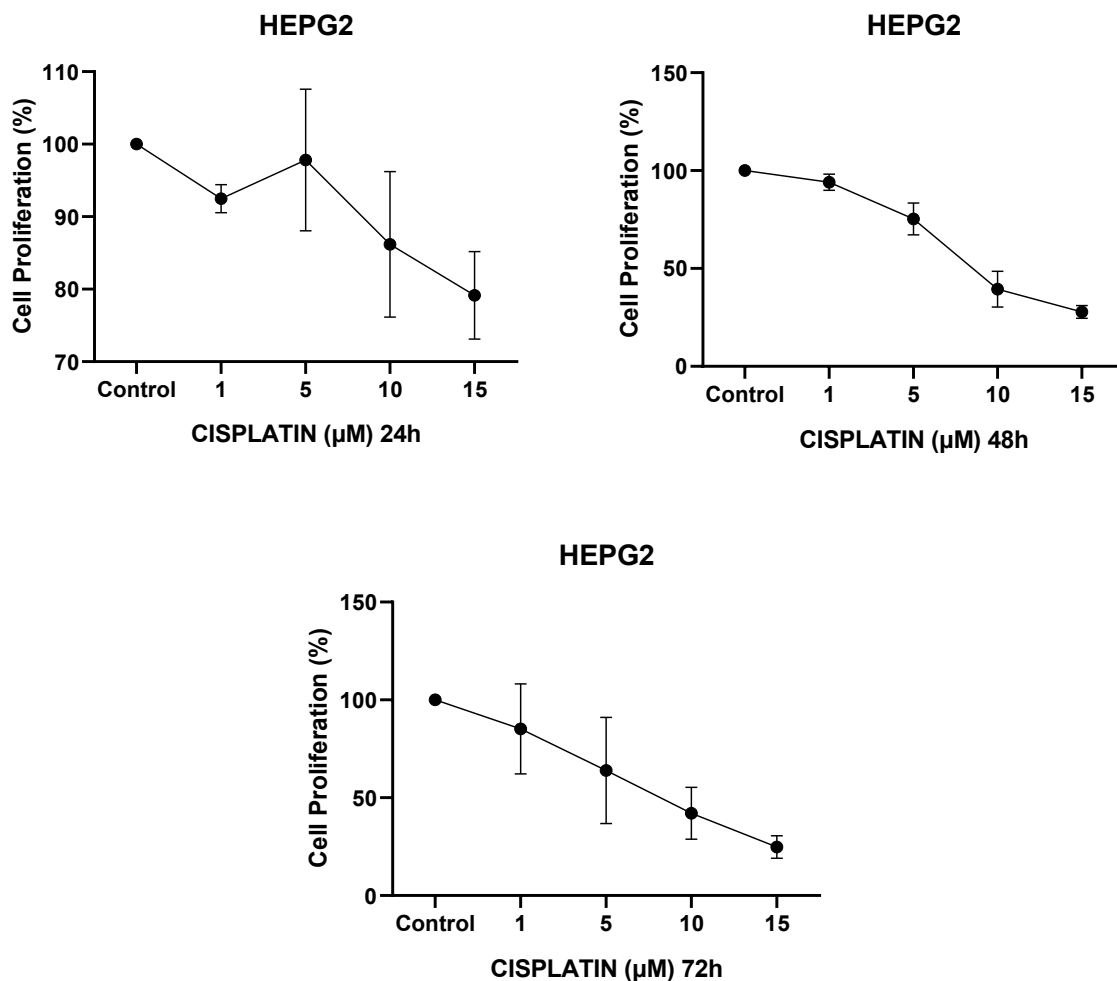 HEPG2
Cell Proliferation (%)
110
100
90
80
70
Control 1 5 10 15
CISPLATIN (µM) 24h
HEPG2
Cell Proliferation (%)
150
100
50
0
Control 1 5 10 15
CISPLATIN (µM) 48h
HEPG2
Cell Proliferation (%)
150
100
50
0
Control 1 5 10 15
CISPLATIN (µM) 72h